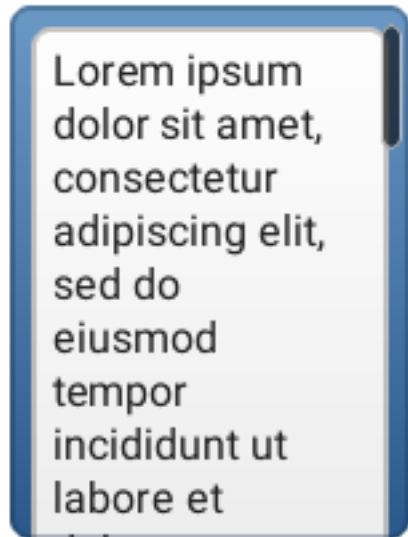 Lorem ipsum
dolor sit amet,
consectetur
adipiscing elit,
sed do
eiusmod
tempor
incididunt ut
labore et